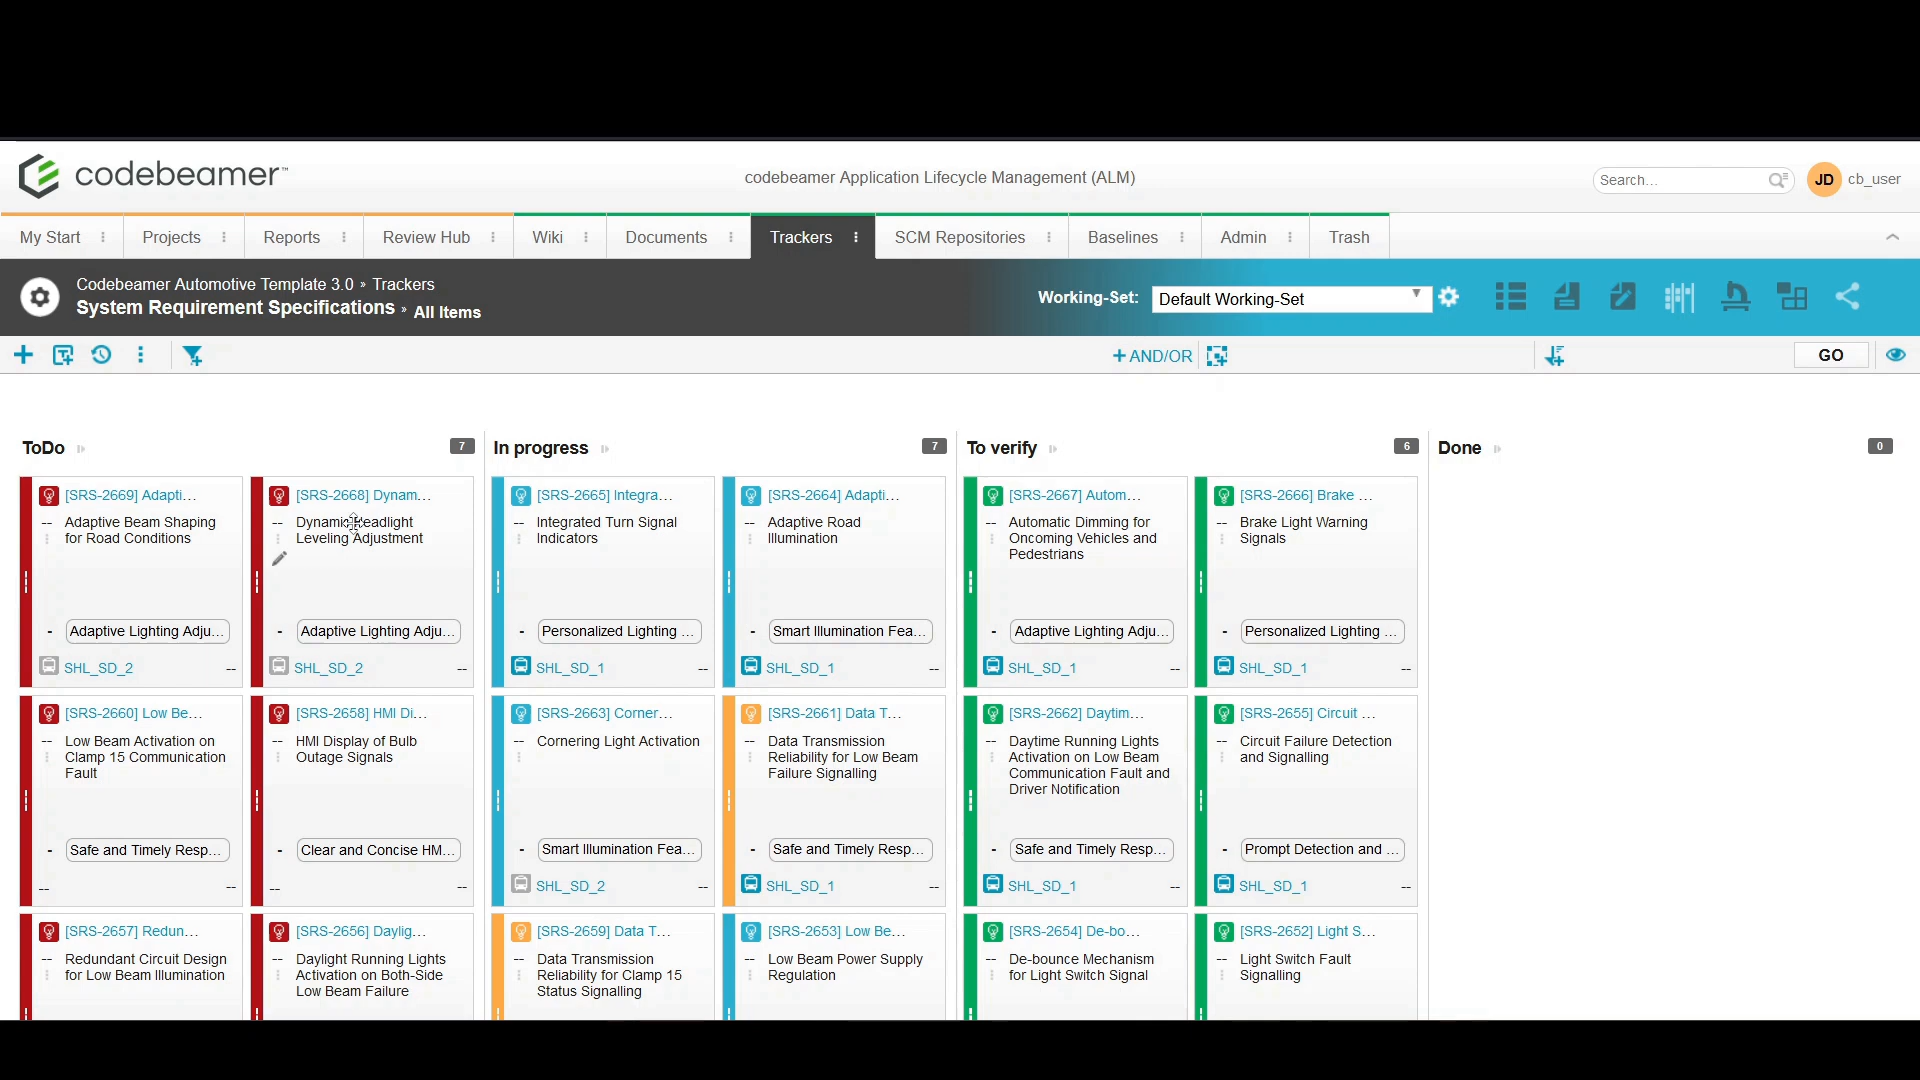 codebeamer™
codebeamer Application Lifecycle Management (ALM)
Search...
JD
cb_user
My Start
Projects
Reports
Review Hub
Wiki
Documents
Trackers
SCM Repositories
Baselines
Admin
Trash
Codebeamer Automotive Template 3.0 » Trackers
System Requirement Specifications » All Items
Working-Set:
Default Working-Set
+AND/OR
GO
ToDo
7
In progress
7
To verify
6
Done
0
[SRS-2669] Adapti...
-- Adaptive Beam Shaping
for Road Conditions
- Adaptive Lighting Adju...
SHL_SD_2 --
[SRS-2668] Dynam...
-- Dynamic Headlight
Leveling Adjustment
- Adaptive Lighting Adju...
SHL_SD_2 --
[SRS-2665] Integra...
-- Integrated Turn Signal
Indicators
- Personalized Lighting ...
SHL_SD_1 --
[SRS-2664] Adapti...
-- Adaptive Road
Illumination
- Smart Illumination Fea...
SHL_SD_1 --
[SRS-2667] Autom...
-- Automatic Dimming for
Oncoming Vehicles and
Pedestrians
- Adaptive Lighting Adju...
SHL_SD_1 --
[SRS-2666] Brake ...
-- Brake Light Warning
Signals
- Personalized Lighting ...
SHL_SD_1 --
[SRS-2660] Low Be...
-- Low Beam Activation on
Clamp 15 Communication
Fault
- Safe and Timely Resp...
-- --
[SRS-2658] HMI Di...
-- HMI Display of Bulb
Outage Signals
- Clear and Concise HM...
-- --
[SRS-2663] Corner...
-- Cornering Light Activation
- Smart Illumination Fea...
SHL_SD_2 --
[SRS-2661] Data T...
-- Data Transmission
Reliability for Low Beam
Failure Signalling
- Safe and Timely Resp...
SHL_SD_1 --
[SRS-2662] Daytim...
-- Daytime Running Lights
Activation on Low Beam
Communication Fault and
Driver Notification
- Safe and Timely Resp...
SHL_SD_1 --
[SRS-2655] Circuit ...
-- Circuit Failure Detection
and Signalling
- Prompt Detection and ...
SHL_SD_1 --
[SRS-2657] Redun...
-- Redundant Circuit Design
for Low Beam Illumination
[SRS-2656] Daylig...
-- Daylight Running Lights
Activation on Both-Side
Low Beam Failure
[SRS-2659] Data T...
-- Data Transmission
Reliability for Clamp 15
Status Signalling
[SRS-2653] Low Be...
-- Low Beam Power Supply
Regulation
[SRS-2654] De-bo...
-- De-bounce Mechanism
for Light Switch Signal
[SRS-2652] Light S...
-- Light Switch Fault
Signalling